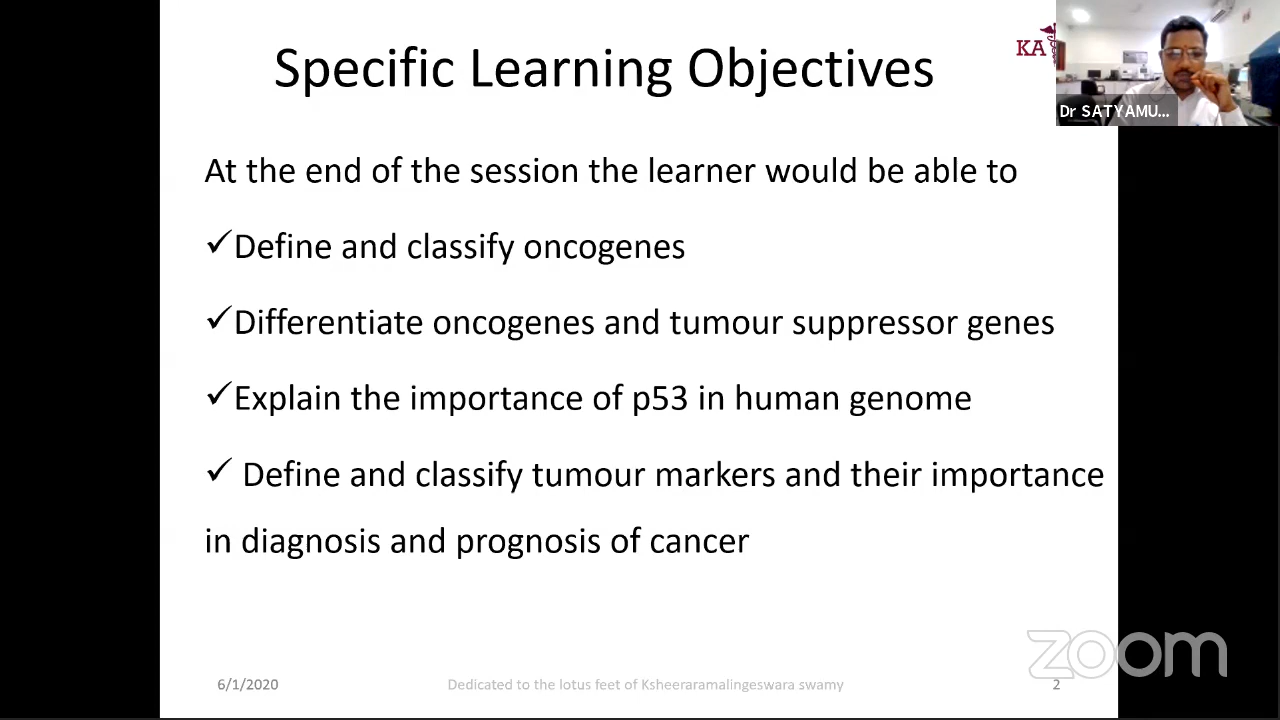 Specific Learning Objectives
KA
Dr SATYAMU...
At the end of the session the learner would be able to
✓Define and classify oncogenes
✓Differentiate oncogenes and tumour suppressor genes
✓Explain the importance of p53 in human genome
✓ Define and classify tumour markers and their importance
in diagnosis and prognosis of cancer
zoom
6/1/2020
Dedicated to the lotus feet of Ksheeraramalingeswara swamy
2